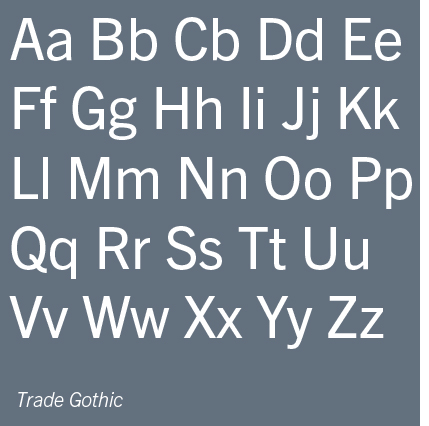 Aa Bb Cb Dd Ee
Ff Gg Hh Ii Jj Kk
Ll Mm Nn Oo Pp
Qq Rr Ss Tt Uu
Vv Ww Xx Yy Zz
Trade Gothic